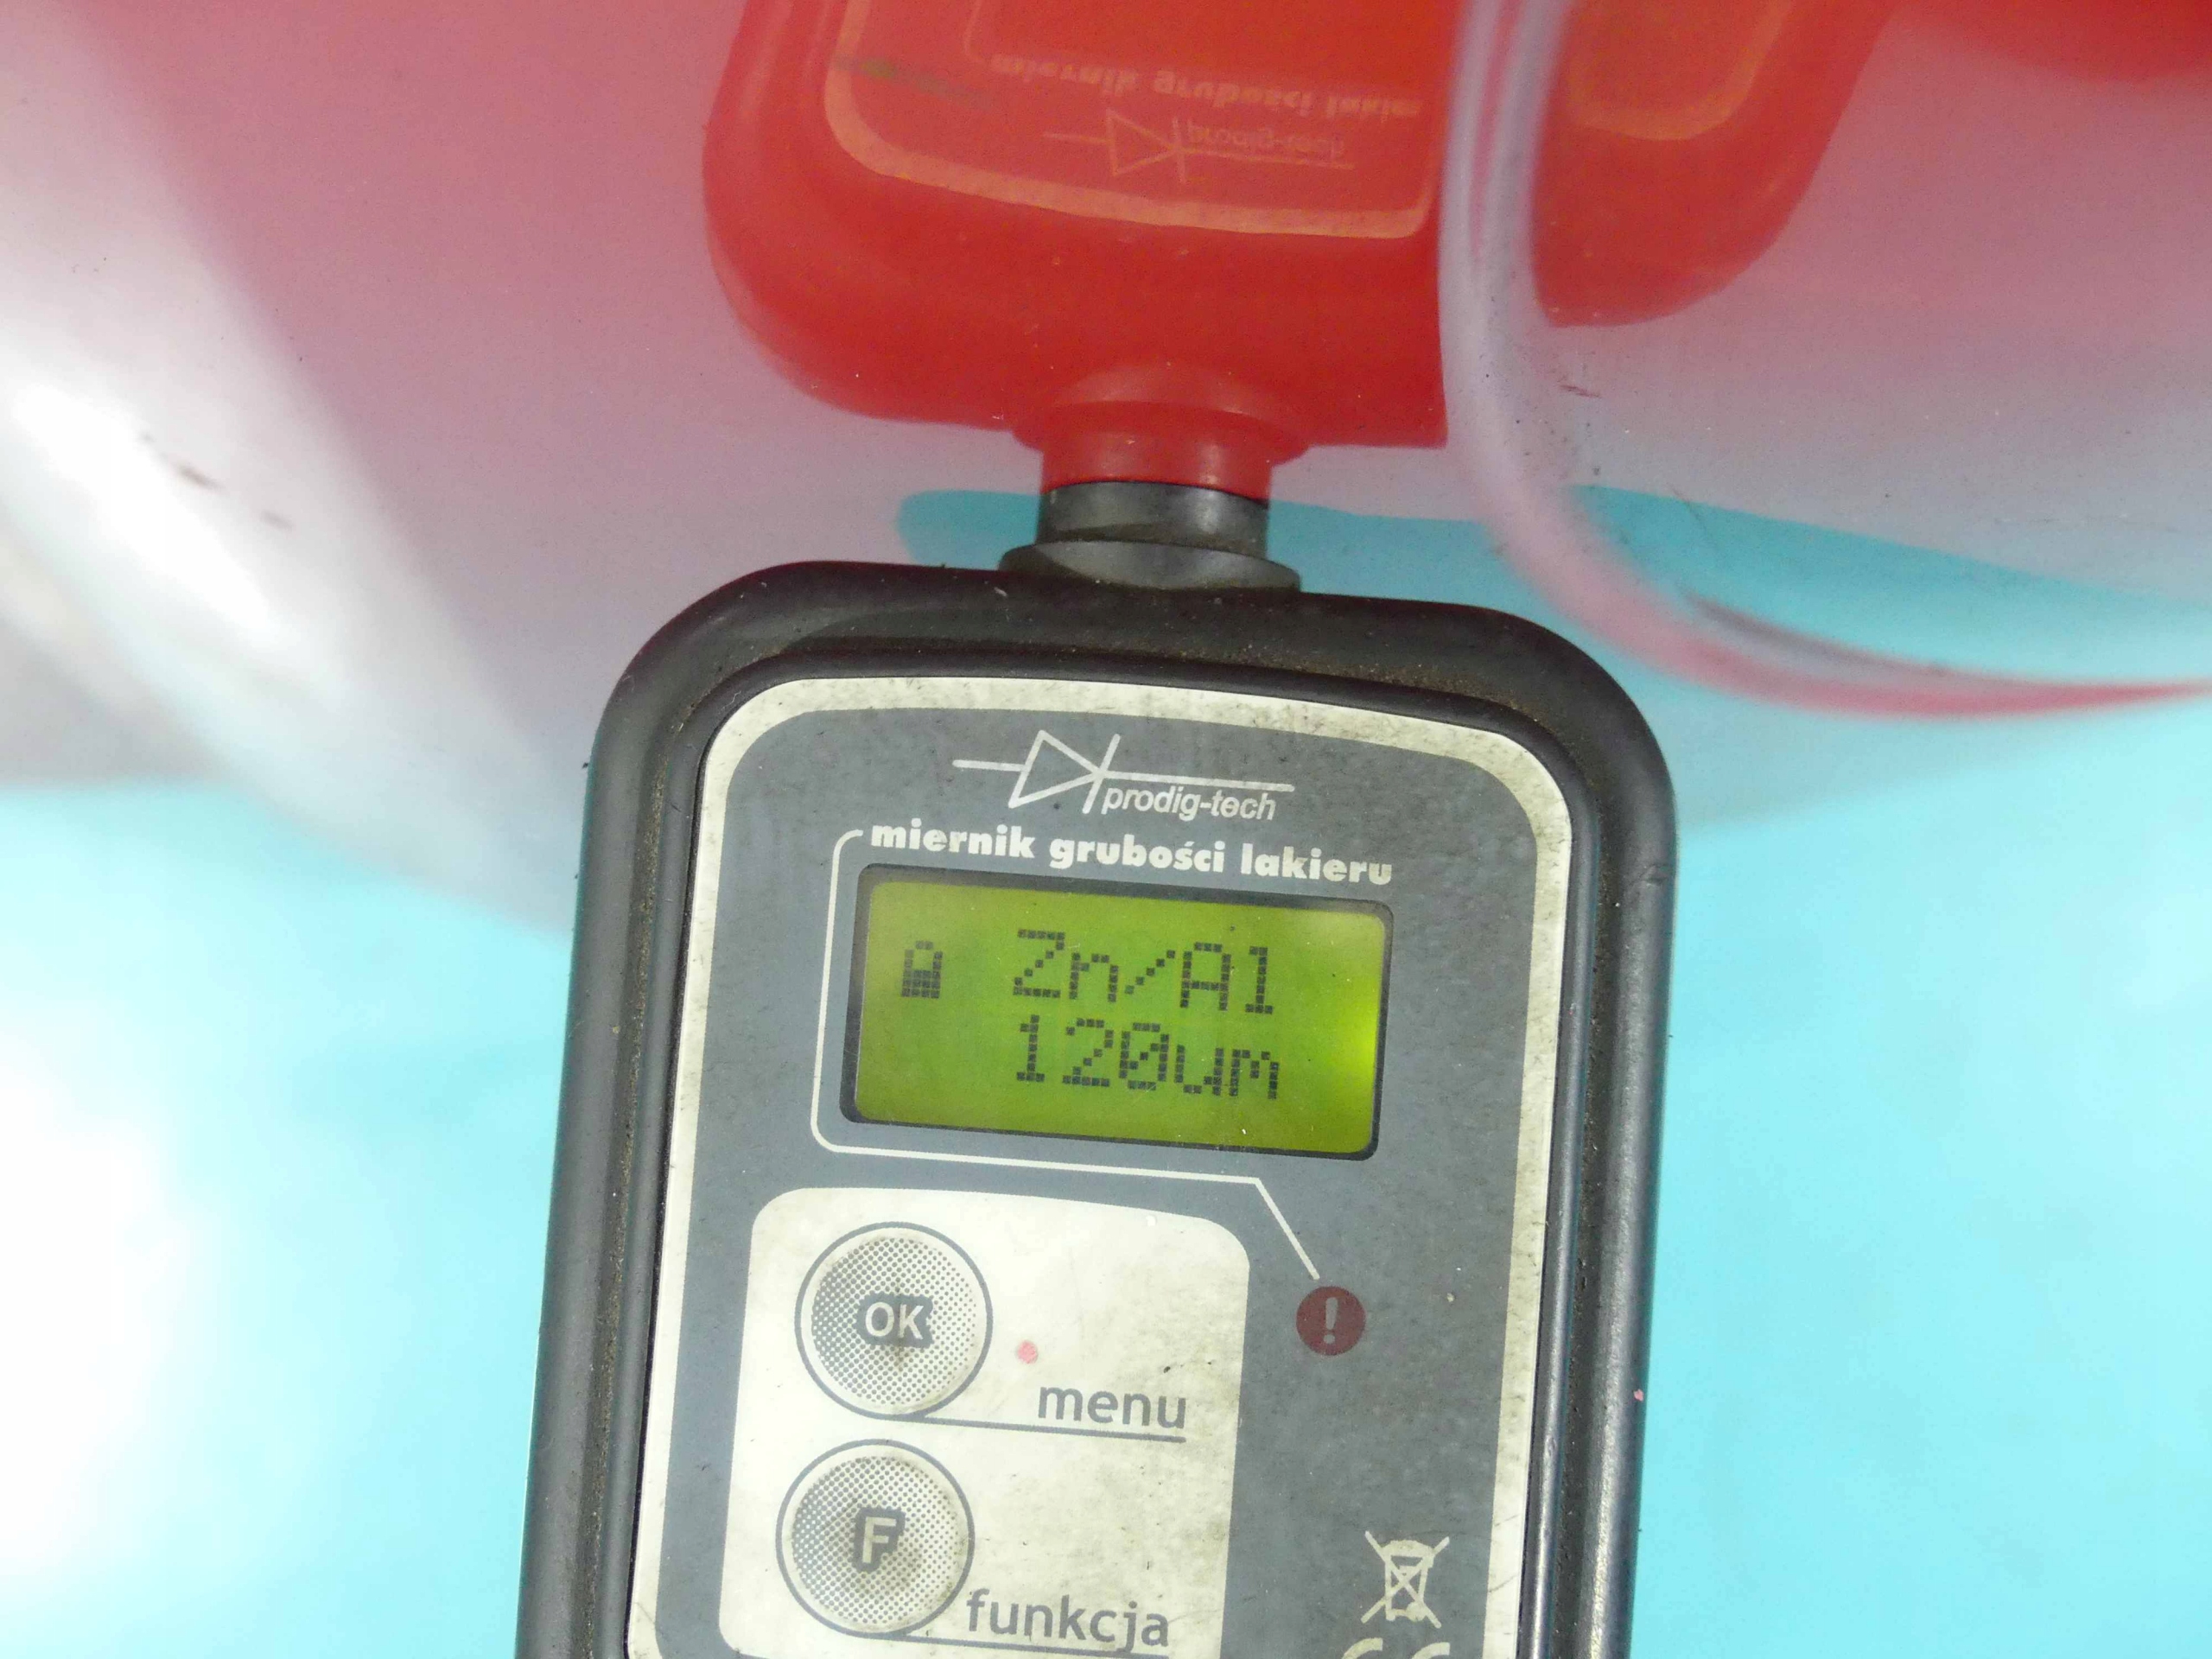 prodig-tech
miernik grubości lakieru
Zn/Al
120um
OK
menu
!
F
funkcja